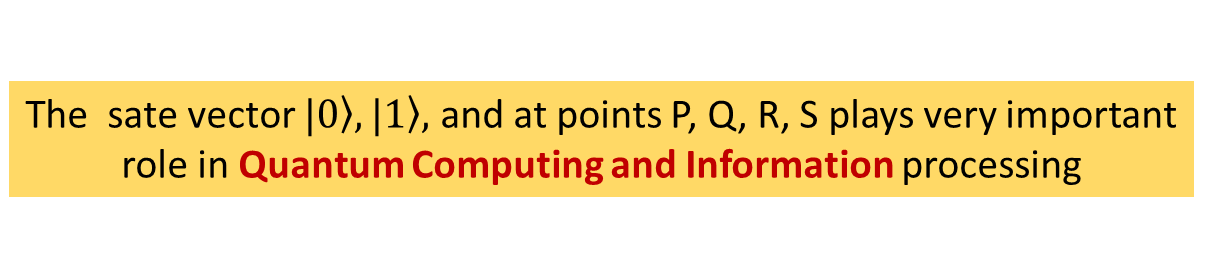 The sate vector |0⟩, |1⟩, and at points P, Q, R, S plays very important
role in Quantum Computing and Information processing